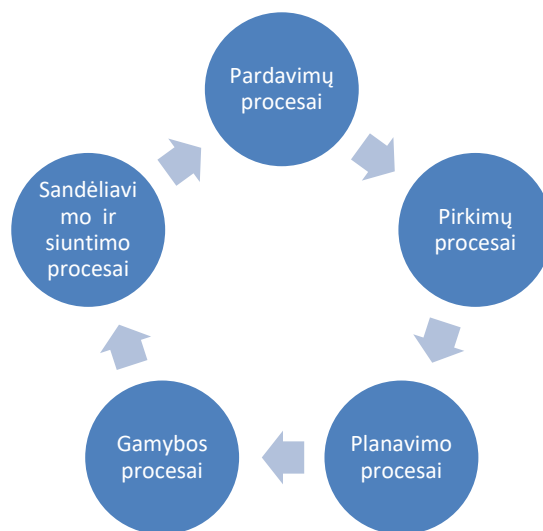 Pardavimų
procesai
Pirkimų
procesai
Planavimo
procesai
Gamybos
procesai
Sandėliavi
mo ir
siuntimo
procesai